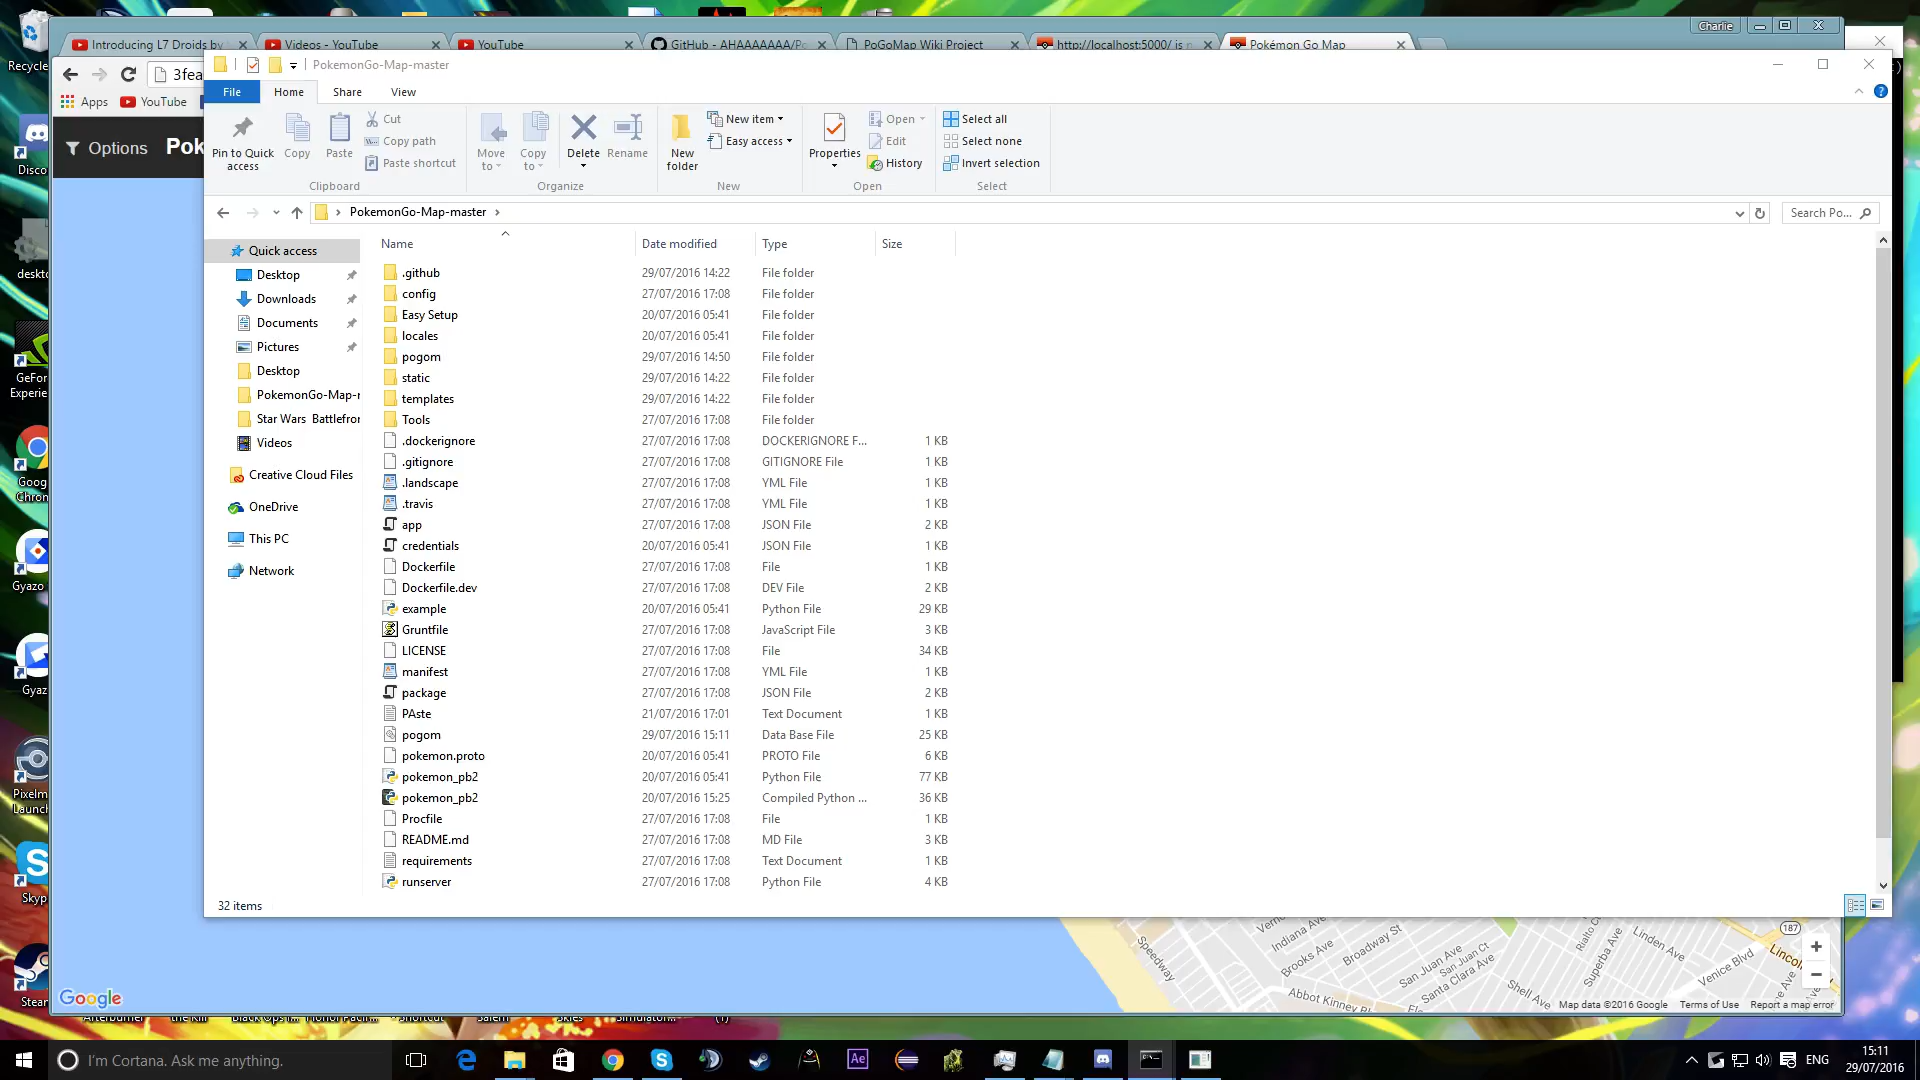 Recycle
Charlie
Introducing L7 Droids by
Videos - YouTube
YouTube
GitHub - AHAAAAAAA/Po
PoGoMap Wiki Project
http://localhost:5000/ is n
Pokémon Go Map
3fea
Apps
YouTube
Options
Pok
PokemonGo-Map-master
File
Home
Share
View
Pin to Quick access
Copy
Paste
Cut
Copy path
Paste shortcut
Clipboard
Move to
Copy to
Delete
Rename
Organize
New folder
New item
Easy access
New
Properties
Open
Edit
History
Open
Select all
Select none
Invert selection
Select
PokemonGo-Map-master
Search Po...
Quick access
Desktop
Downloads
Documents
Pictures
Desktop
PokemonGo-Map-r
Star Wars Battlefror
Videos
Creative Cloud Files
OneDrive
This PC
Network
Name Date modified Type Size
.github 29/07/2016 14:22 File folder
config 27/07/2016 17:08 File folder
Easy Setup 20/07/2016 05:41 File folder
locales 20/07/2016 05:41 File folder
pogom 29/07/2016 14:50 File folder
static 29/07/2016 14:22 File folder
templates 29/07/2016 14:22 File folder
Tools 27/07/2016 17:08 File folder
.dockerignore 27/07/2016 17:08 DOCKERIGNORE F... 1 KB
.gitignore 27/07/2016 17:08 GITIGNORE File 1 KB
.landscape 27/07/2016 17:08 YML File 1 KB
.travis 27/07/2016 17:08 YML File 1 KB
app 27/07/2016 17:08 JSON File 2 KB
credentials 20/07/2016 05:41 JSON File 1 KB
Dockerfile 27/07/2016 17:08 File 1 KB
Dockerfile.dev 27/07/2016 17:08 DEV File 2 KB
example 20/07/2016 05:41 Python File 29 KB
Gruntfile 27/07/2016 17:08 JavaScript File 3 KB
LICENSE 27/07/2016 17:08 File 34 KB
manifest 27/07/2016 17:08 YML File 1 KB
package 27/07/2016 17:08 JSON File 2 KB
PAste 21/07/2016 17:01 Text Document 1 KB
pogom 29/07/2016 15:11 Data Base File 25 KB
pokemon.proto 20/07/2016 05:41 PROTO File 6 KB
pokemon_pb2 20/07/2016 05:41 Python File 77 KB
pokemon_pb2 20/07/2016 15:25 Compiled Python ... 36 KB
Procfile 27/07/2016 17:08 File 1 KB
README.md 27/07/2016 17:08 MD File 3 KB
requirements 27/07/2016 17:08 Text Document 1 KB
runserver 27/07/2016 17:08 Python File 4 KB
32 items
Disco
deskto
GeFor
Experie
Goog
Chron
Gyazo
Gyaz
Pixelm
Launc
Skyp
Stear
Google
Speedway
Indiana Ave
Brooks Ave
Broadway St
San Juan Ave
San Juan Ct
Santa Clara Ave
Abbot Kinney
Shell Ave
Rialto
Superba Ave
Linden Ave
Venice Blvd
187
Lincol
Map data ©2016 Google
Terms of Use
Report a map error
I'm Cortana. Ask me anything.
Ae
ENG
15:11
29/07/2016